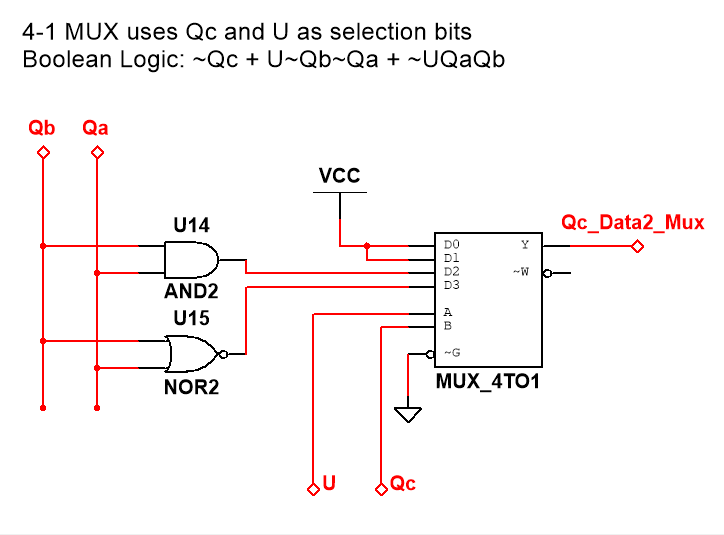 4-1 MUX uses Qc and U as selection bits
Boolean Logic: ~Qc + U~Qb~Qa + ~UQaQb
Qb Qa
VCC
U14
Qc_Data2_Mux
D0 Y
D1
D2 ~W
D3
AND2
U15
A
B
~G
NOR2
MUX_4TO1
U Qc